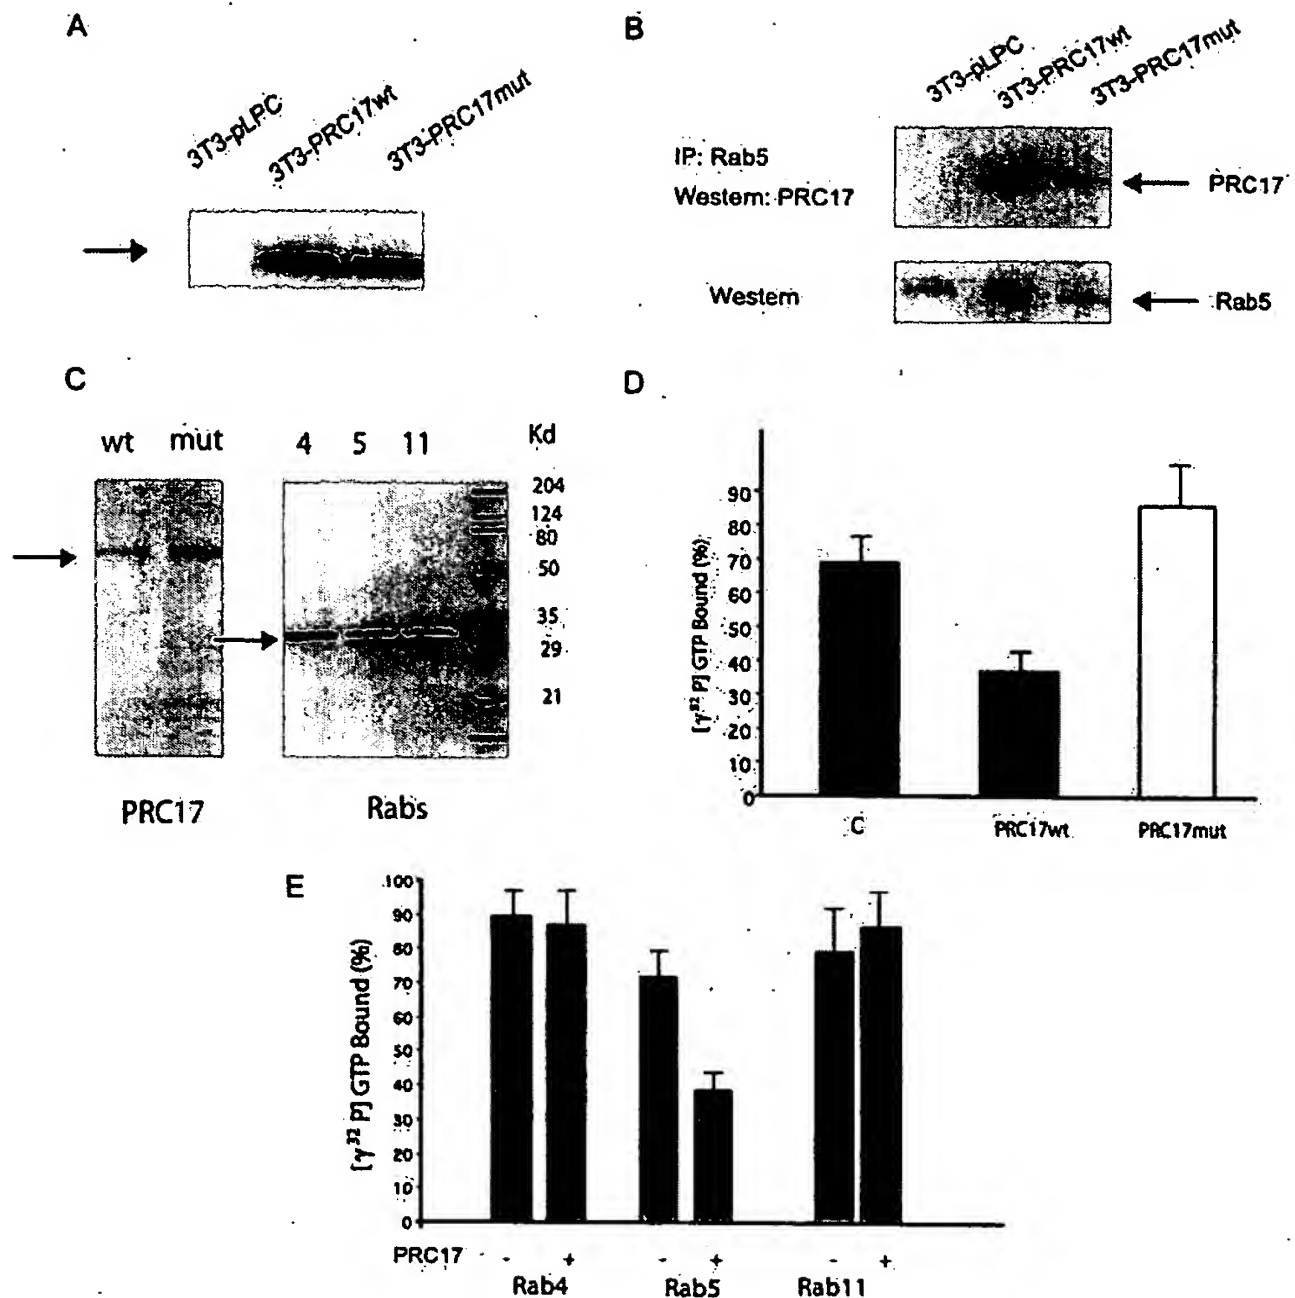 A
3T3-pLPC
3T3-PRC17wt
3T3-PRC17mut
B
3T3-pLPC
3T3-PRC17wt
3T3-PRC17mut
IP: Rab5
Western: PRC17
PRC17
Western
Rab5
C
wt mut
4 5 11
Kd
204
124
80
50
35
29
21
PRC17
Rabs
D
[γ³² P] GTP Bound (%)
90
80
70
60
50
40
30
20
10
0
C
PRC17wt
PRC17mut
E
[γ³² P] GTP Bound (%)
100
90
80
70
60
50
40
30
20
10
0
PRC17 - + - + - +
Rab4 Rab5 Rab11